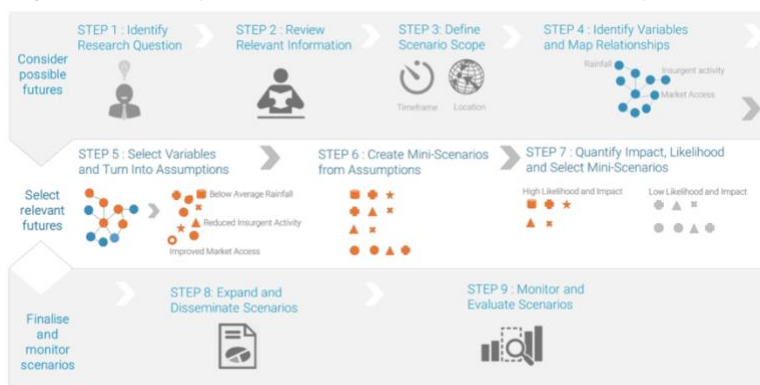 Consider
possible
futures
STEP 1 : Identify
Research Question
STEP 2 : Review
Relevant Information
STEP 3: Define
Scenario Scope
Timeframe
Location
STEP 4 : Identify Variables
and Map Relationships
Rainfall
Insurgent activity
Market Access
Select
relevant
futures
STEP 5 : Select Variables
and Turn Into Assumptions
Below Average Rainfall
Reduced Insurgent Activity
Improved Market Access
STEP 6 : Create Mini-Scenarios
from Assumptions
STEP 7 : Quantify Impact, Likelihood
and Select Mini-Scenarios
High Likelihood and Impact
Low Likelihood and Impact
Finalise
and
monitor
scenarios
STEP 8: Expand and
Disseminate Scenarios
STEP 9 : Monitor and
Evaluate Scenarios